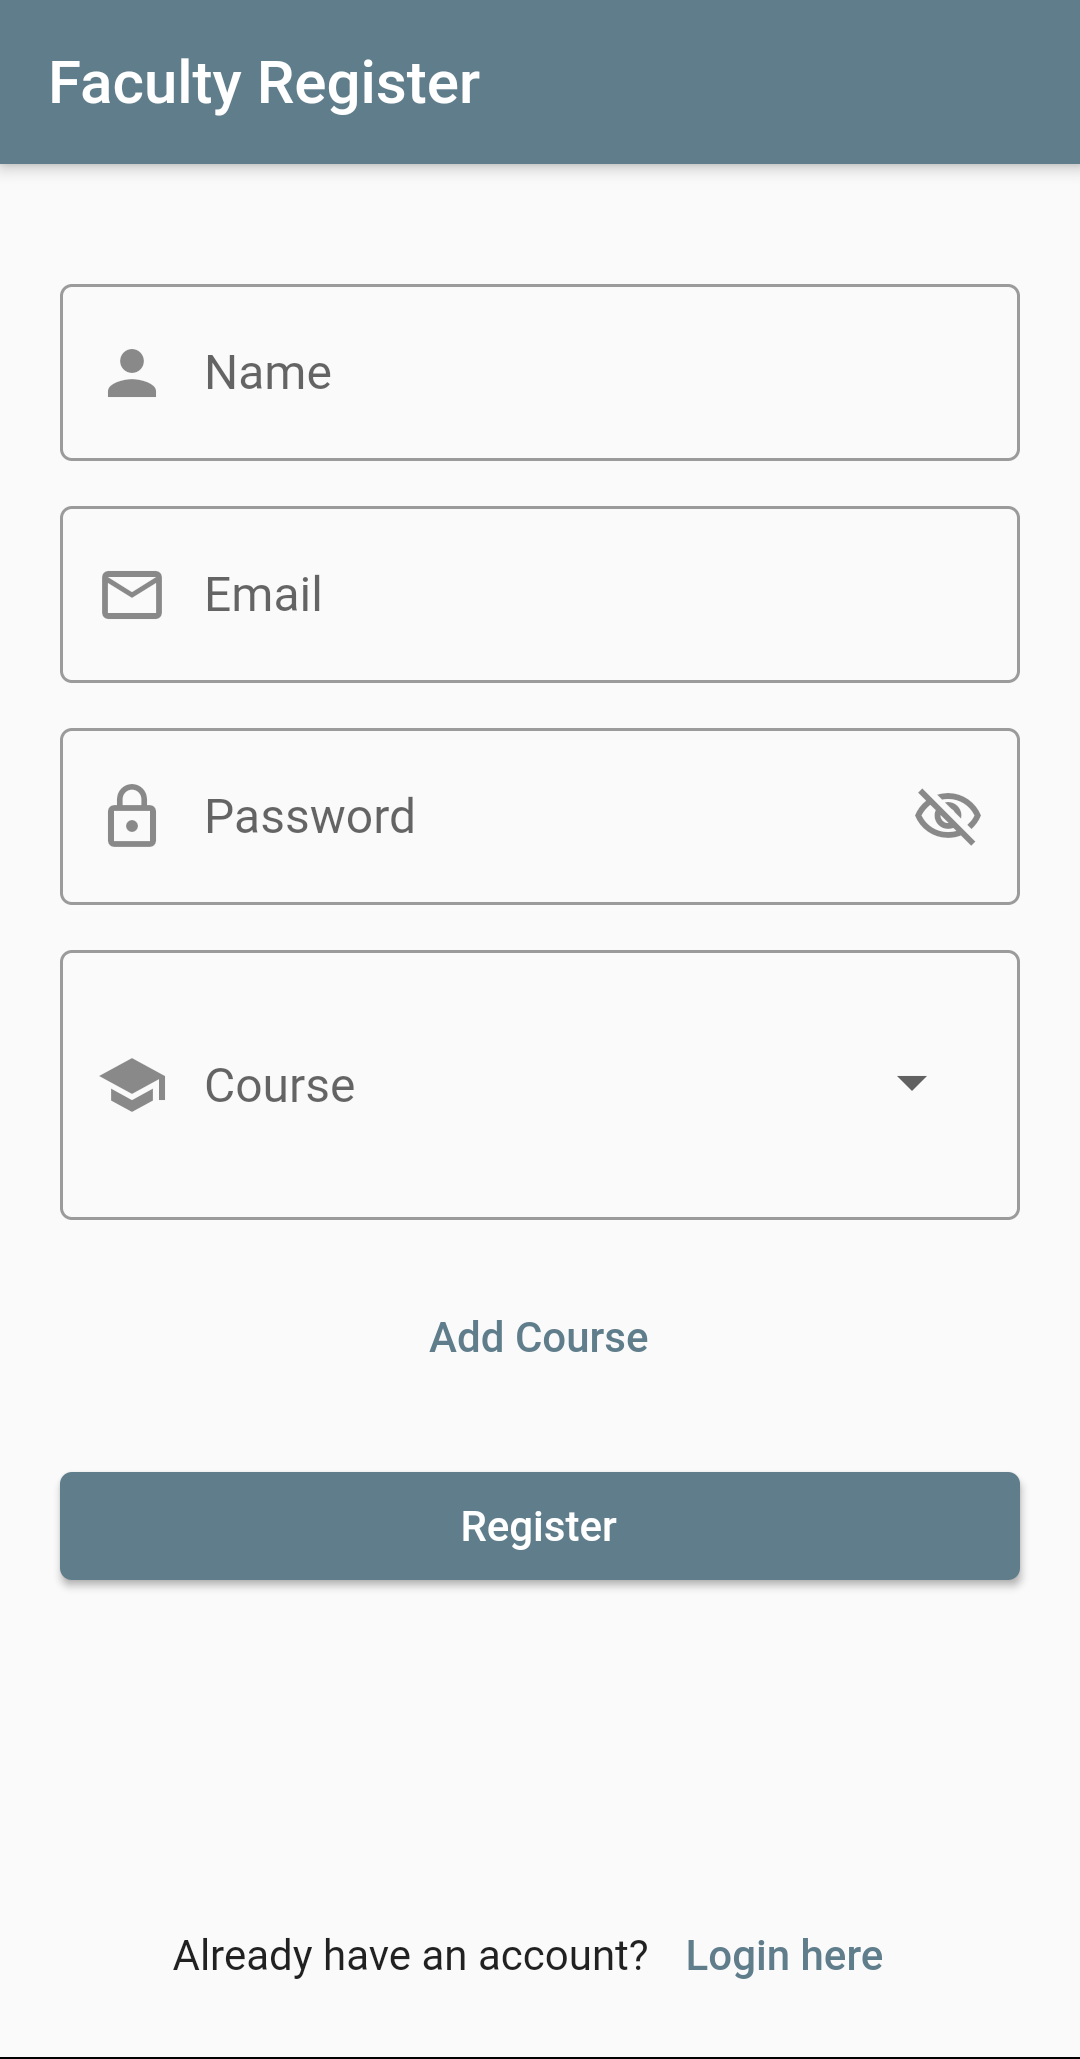 Faculty Register
Name
Email
Password
Course
Add Course
Register
Already have an account? Login here